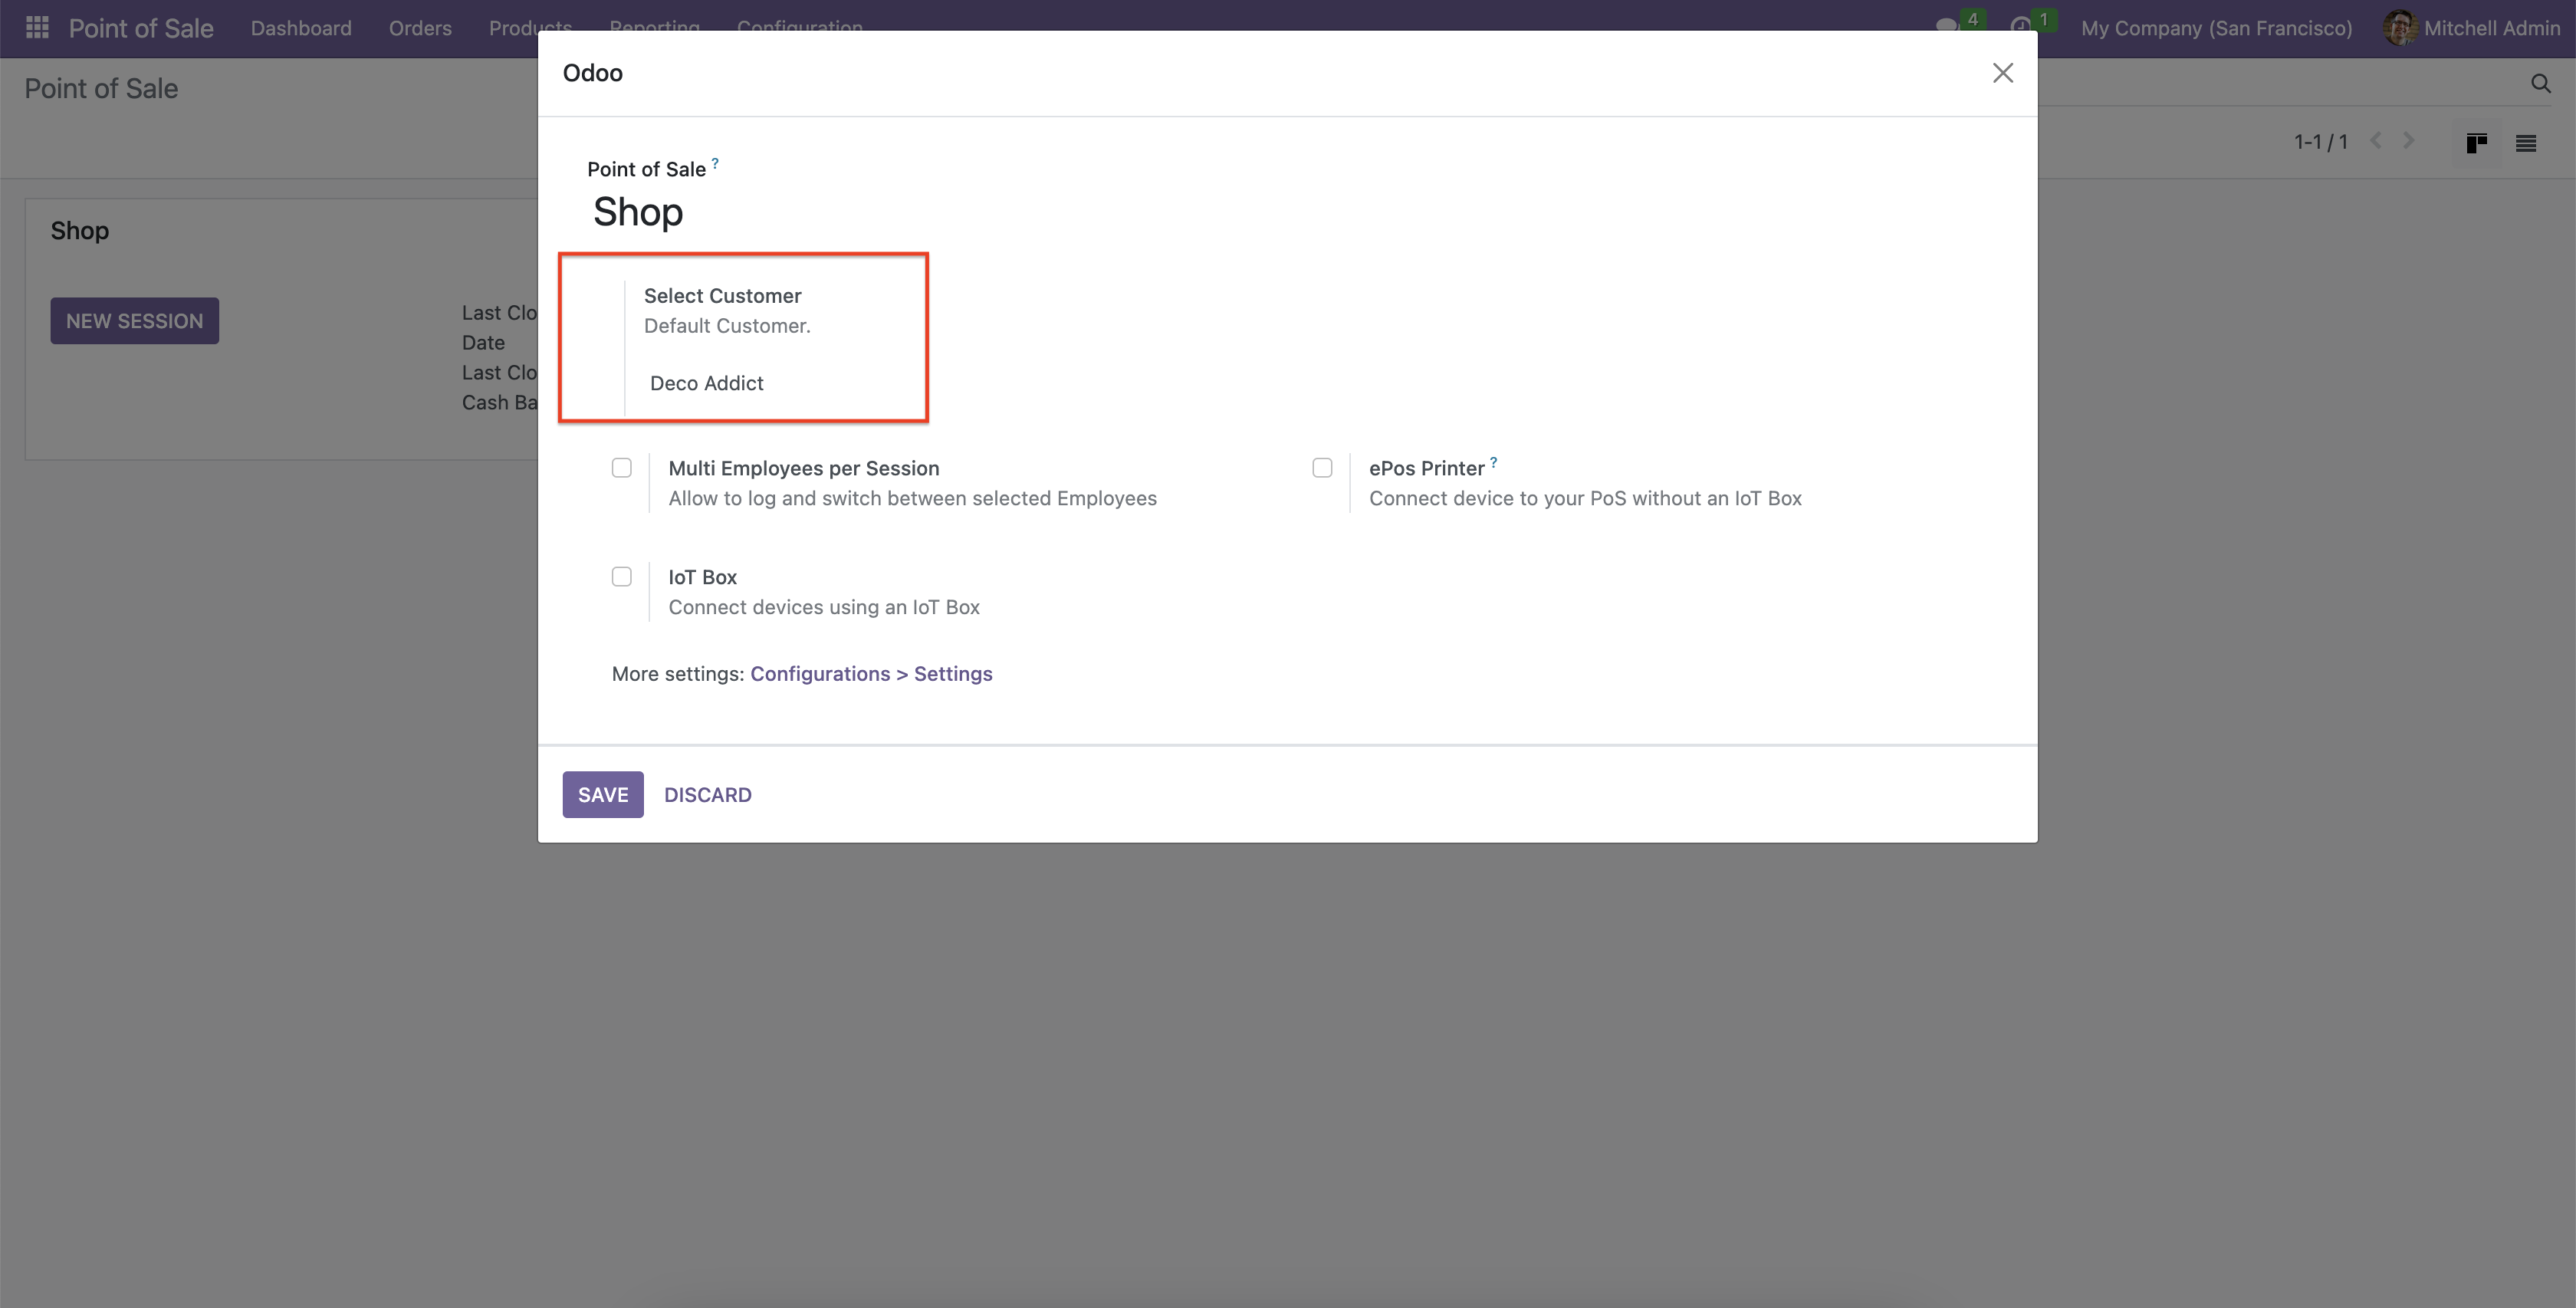 Point of Sale Dashboard Orders Products Reporting Configuration 4 1 My Company (San Francisco) Mitchell Admin
Point of Sale
1-1 / 1
Shop
NEW SESSION
Last Clo
Date
Last Clo
Cash Ba
Odoo
Point of Sale ?
Shop
Select Customer
Default Customer.
Deco Addict
Multi Employees per Session
Allow to log and switch between selected Employees
ePos Printer ?
Connect device to your PoS without an IoT Box
IoT Box
Connect devices using an IoT Box
More settings: Configurations > Settings
SAVE DISCARD